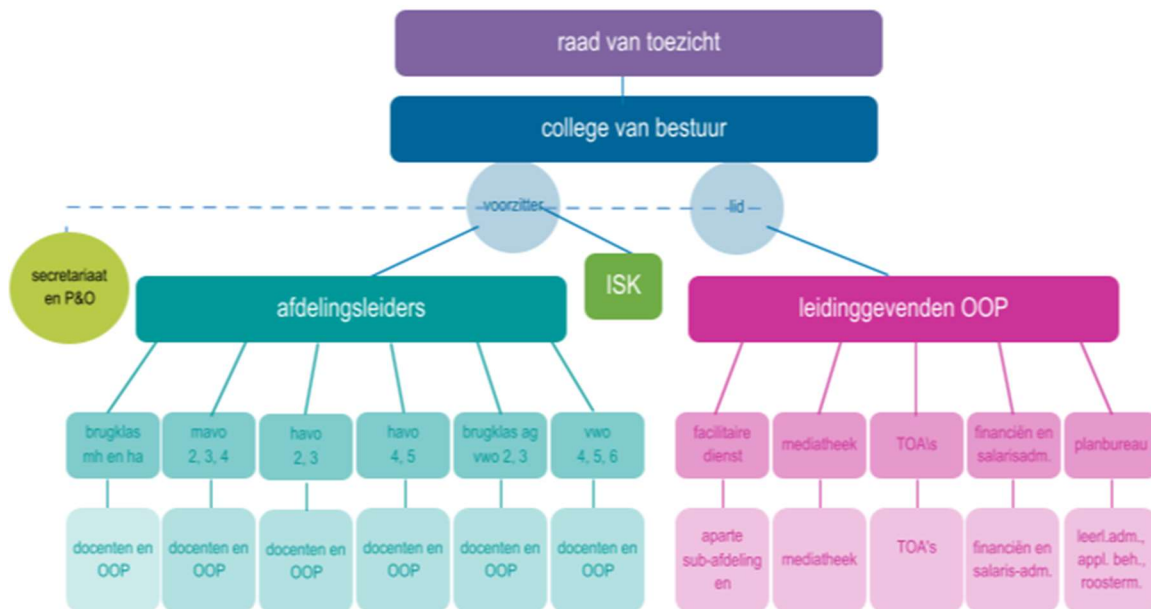 raad van toezicht
college van bestuur
voorzitter
lid
secretariaat
en P&O
ISK
afdelingsleiders
leidinggevenden OOP
brugklas
mh en ha
mavo
2, 3, 4
havo
2, 3
havo
4, 5
brugklas ag
vwo 2, 3
vwo
4, 5, 6
facilitaire
dienst
mediatheek
TOA\s
financiën en
salarisadm.
planbureau
docenten en
OOP
docenten en
OOP
docenten en
OOP
docenten en
OOP
docenten en
OOP
docenten en
OOP
aparte
sub-afdeling
en
mediatheek
TOA's
financiën en
salaris-adm.
leerl.adm.,
appl. beh.,
roosterm.